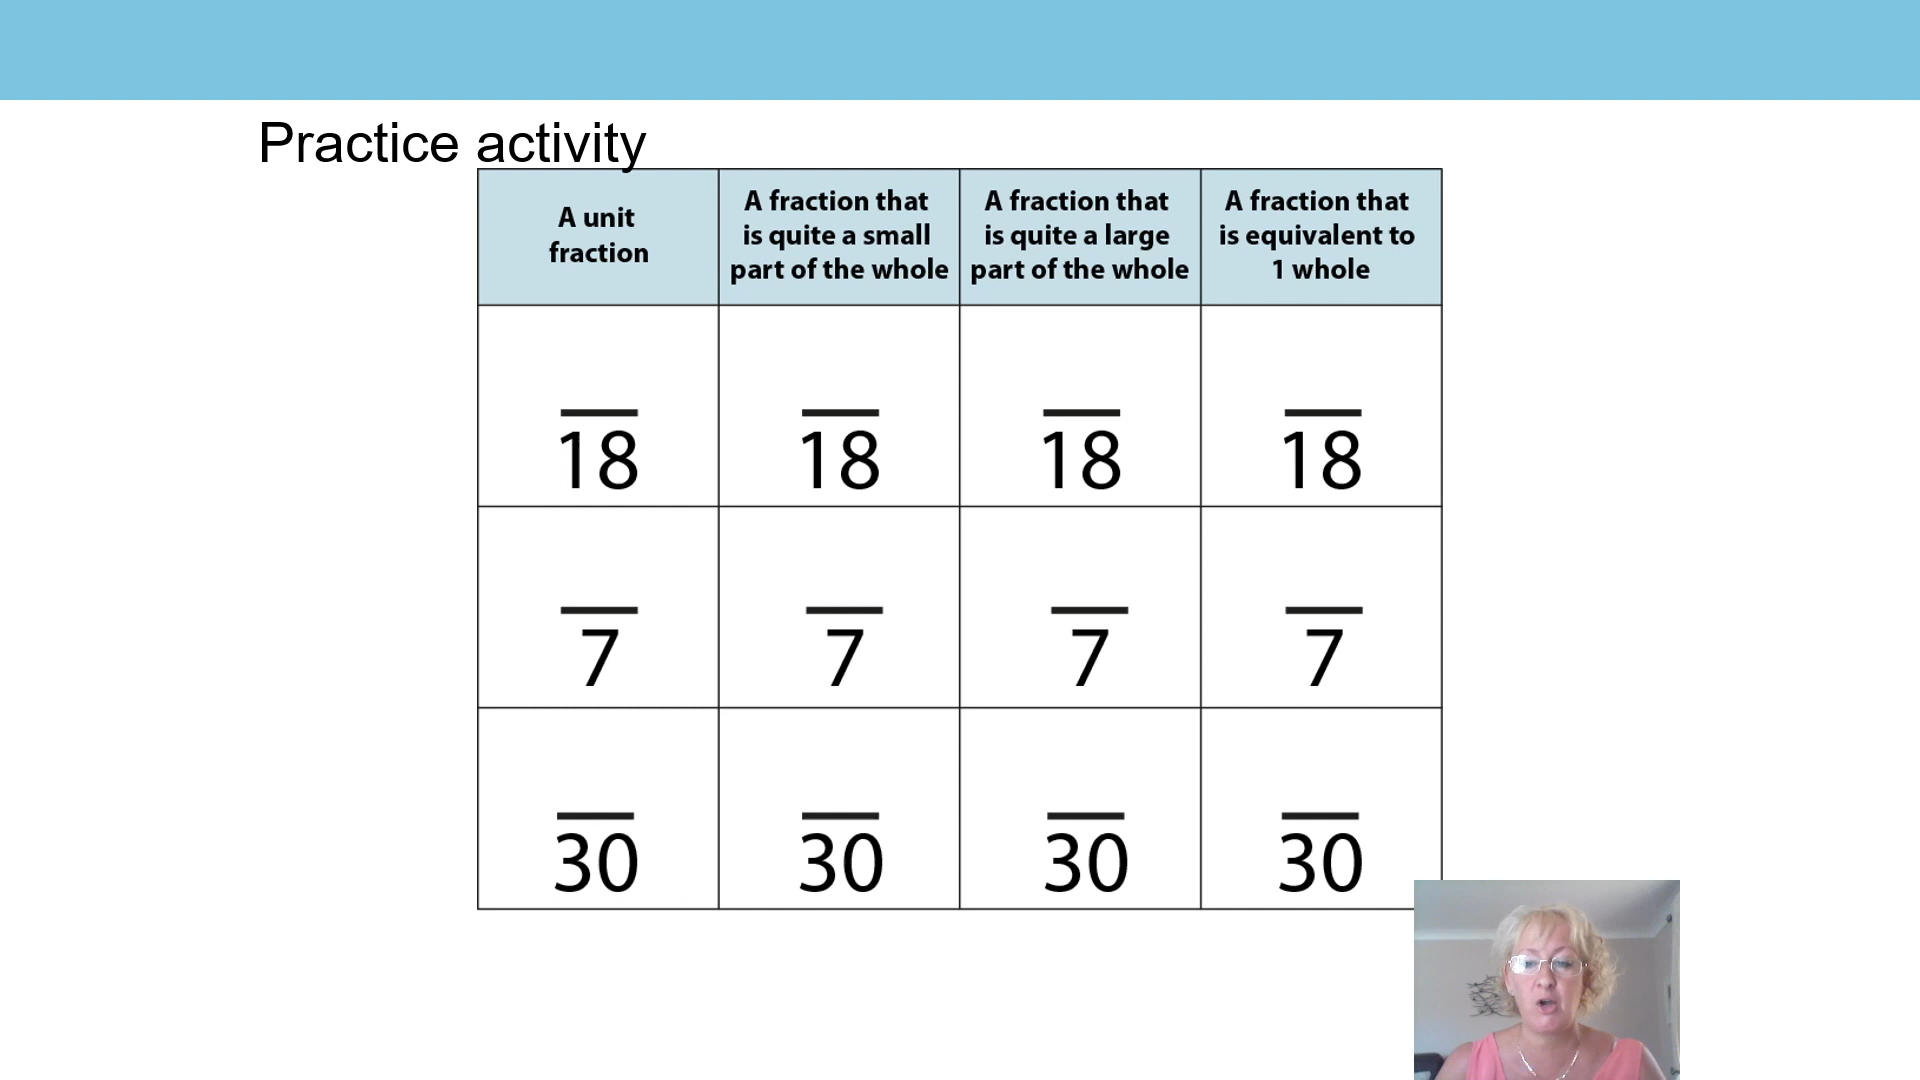 Practice activity
A unit
fraction
A fraction that
is quite a small
part of the whole
A fraction that
is quite a large
part of the whole
A fraction that
is equivalent to
1 whole
18 18 18 18
7 7 7 7
30 30 30 30